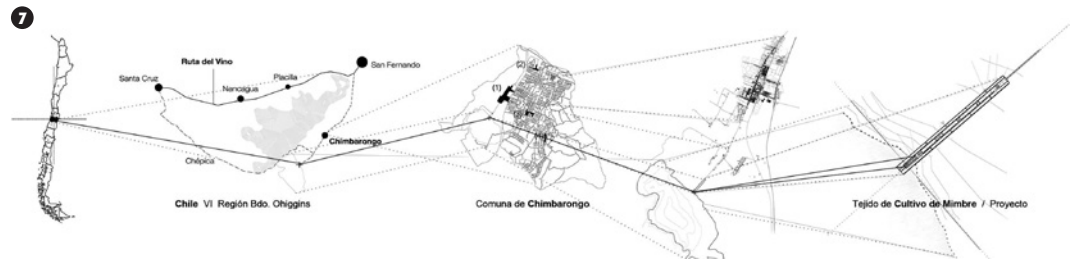 7
Ruta del Vino
San Fernando
Placilla
Santa Cruz
Nancagua
Chimbarongo
Chépica
(2)
(1)
Chile VI Región Bdo. Ohiggins
Comuna de Chimbarongo
Tejido de Cultivo de Mimbre / Proyecto